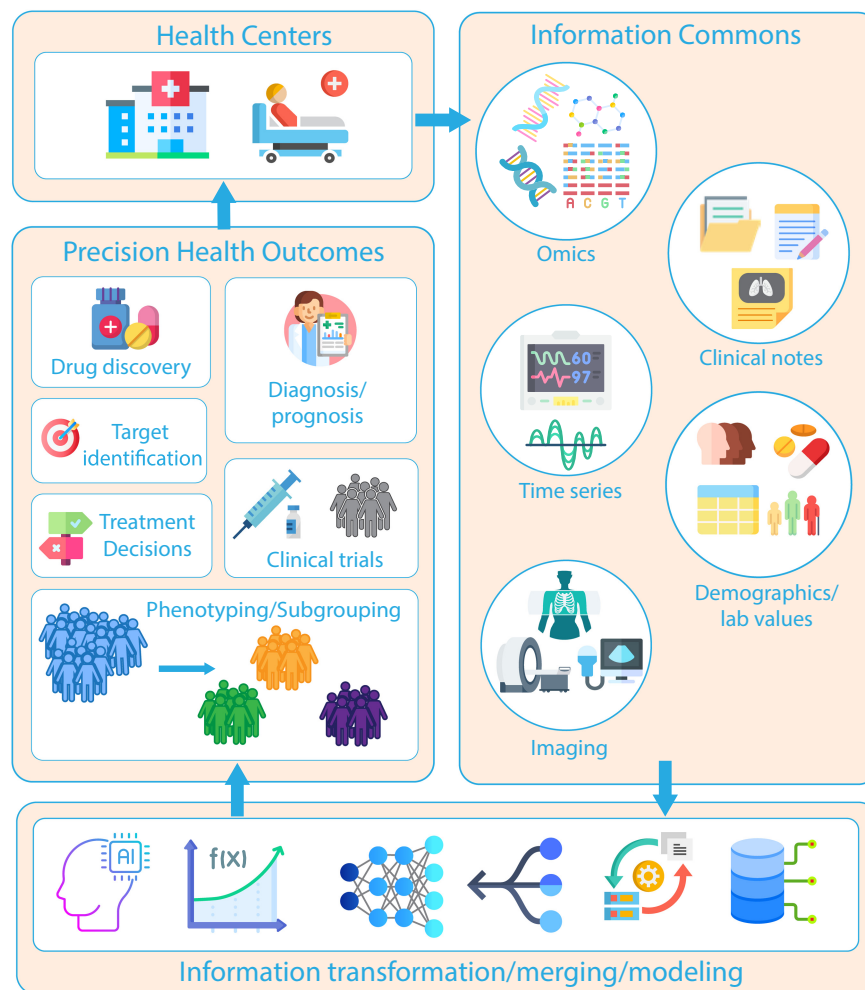 Health Centers
Information Commons
A C G T
Omics
Clinical notes
60
97
Time series
Demographics/
lab values
Imaging
Precision Health Outcomes
Drug discovery
Diagnosis/
prognosis
Target
identification
Treatment
Decisions
Clinical trials
Phenotyping/Subgrouping
AI
f(x)
Information transformation/merging/modeling